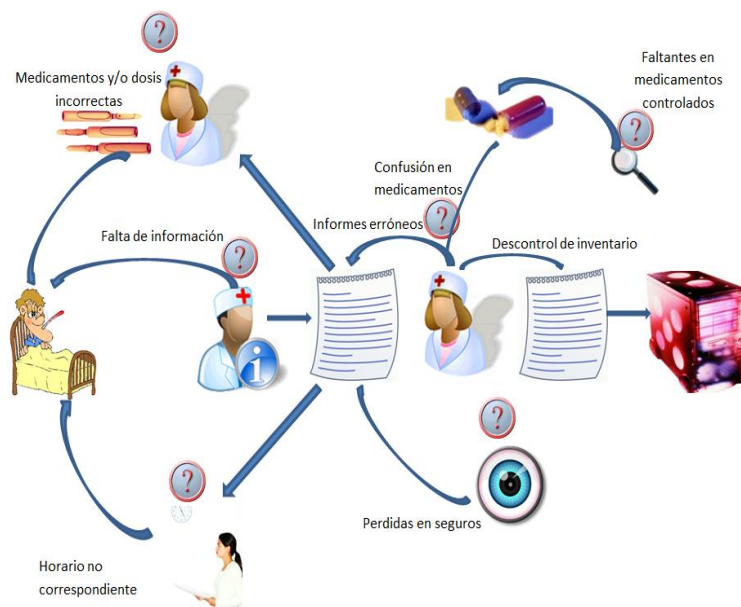 Medicamentos y/o dosis
incorrectas
Faltantes en
medicamentos
controlados
Confusión en
medicamentos
Informes erróneos
Falta de información
Descontrol de inventario
Perdidas en seguros
Horario no
correspondiente